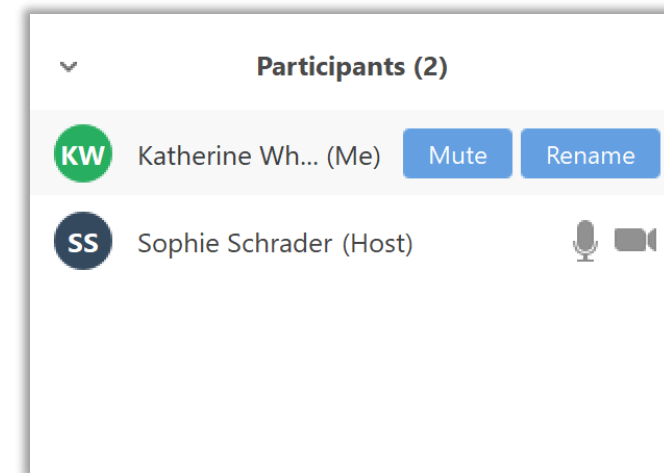 Participants (2)
KW Katherine Wh... (Me) Mute Rename
SS Sophie Schrader (Host)